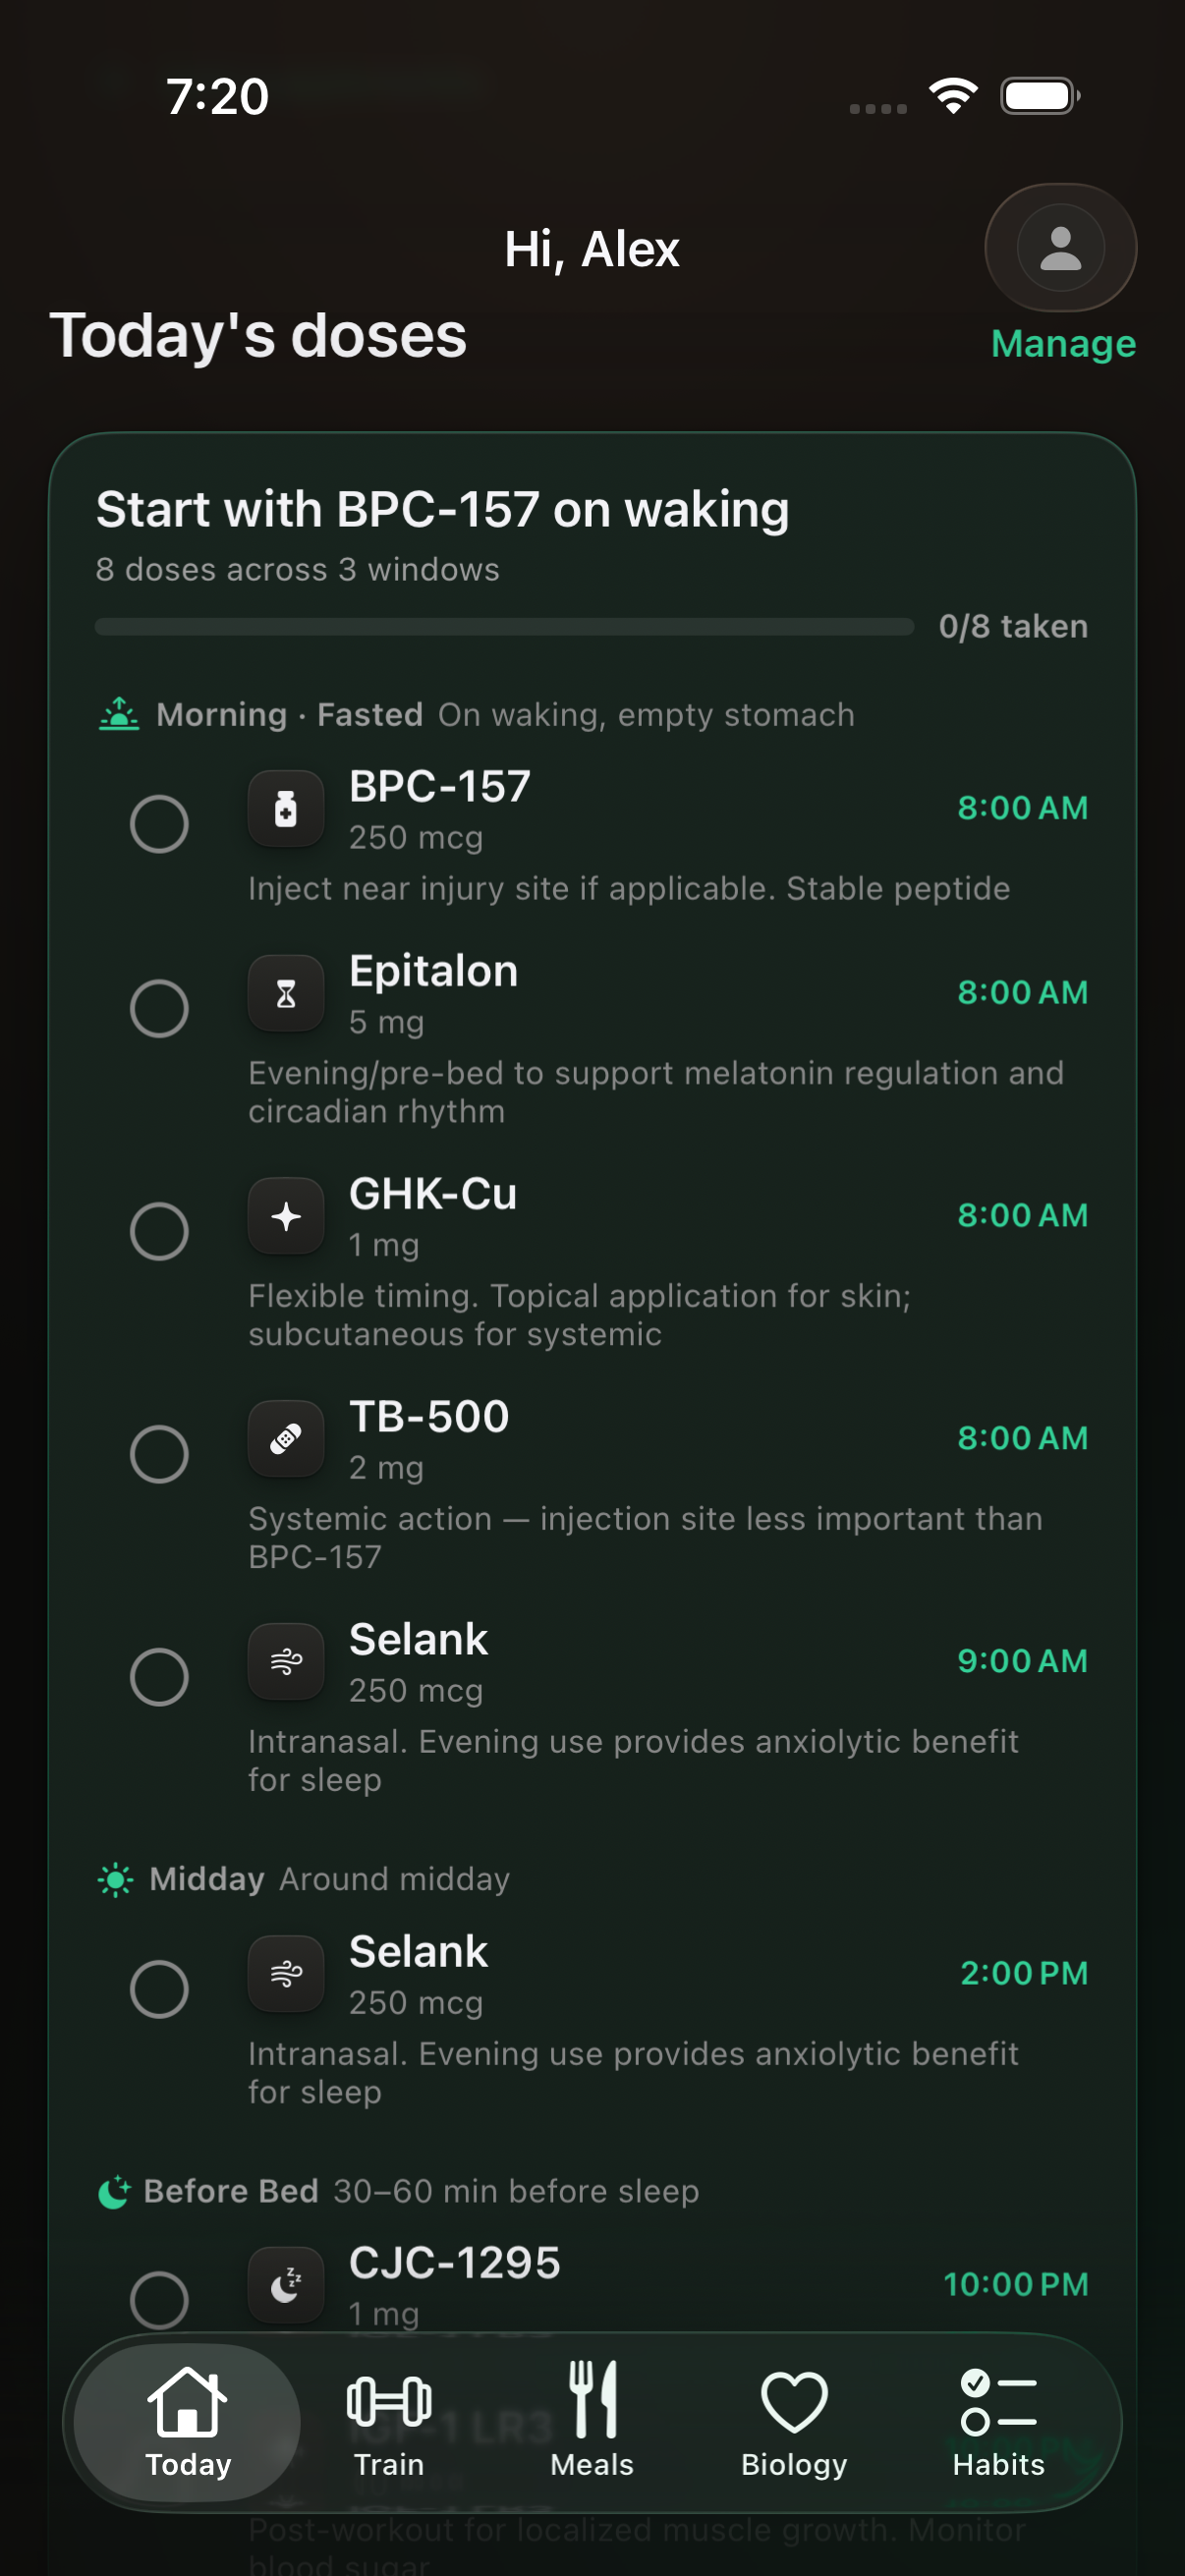 7:20
Hi, Alex
Today's doses
Manage
Start with BPC-157 on waking
8 doses across 3 windows
0/8 taken
Morning · Fasted On waking, empty stomach
BPC-157
8:00 AM
250 mcg
Inject near injury site if applicable. Stable peptide
Epitalon
8:00 AM
5 mg
Evening/pre-bed to support melatonin regulation and
circadian rhythm
GHK-Cu
8:00 AM
1 mg
Flexible timing. Topical application for skin;
subcutaneous for systemic
TB-500
8:00 AM
2 mg
Systemic action — injection site less important than
BPC-157
Selank
9:00 AM
250 mcg
Intranasal. Evening use provides anxiolytic benefit
for sleep
Midday Around midday
Selank
2:00 PM
250 mcg
Intranasal. Evening use provides anxiolytic benefit
for sleep
Before Bed 30–60 min before sleep
CJC-1295
10:00 PM
1 mg
IGF-1 LR3
Today
Train
Meals
Biology
Habits
Post-workout for localized muscle growth. Monitor
blood sugar